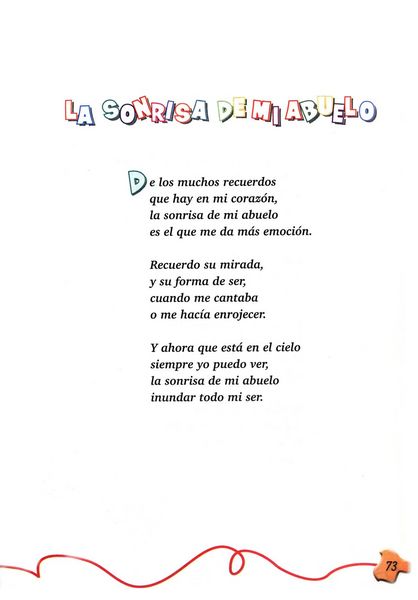 LA SONRISA DE MI ABUELO
De los muchos recuerdos
que hay en mi corazón,
la sonrisa de mi abuelo
es el que me da más emoción.
Recuerdo su mirada,
y su forma de ser,
cuando me cantaba
o me hacía enrojecer.
Y ahora que está en el cielo
siempre yo puedo ver,
la sonrisa de mi abuelo
inundar todo mi ser.
73